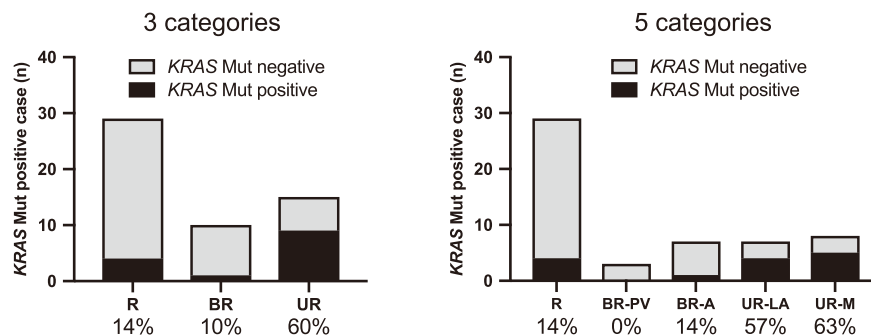 3 categories
KRAS Mut positive case (n)
40
30
20
10
0
KRAS Mut negative
KRAS Mut positive
R BR UR
14% 10% 60%
5 categories
KRAS Mut positive case (n)
40
30
20
10
0
KRAS Mut negative
KRAS Mut positive
R BR-PV BR-A UR-LA UR-M
14% 0% 14% 57% 63%